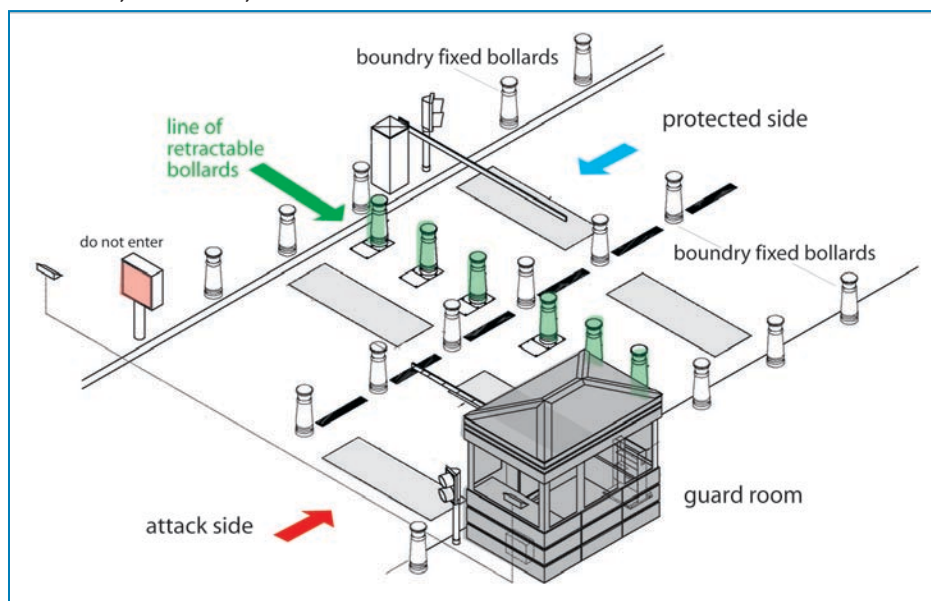 boundry fixed bollards
protected side
line of
retractable
bollards
do not enter
boundry fixed bollards
guard room
attack side